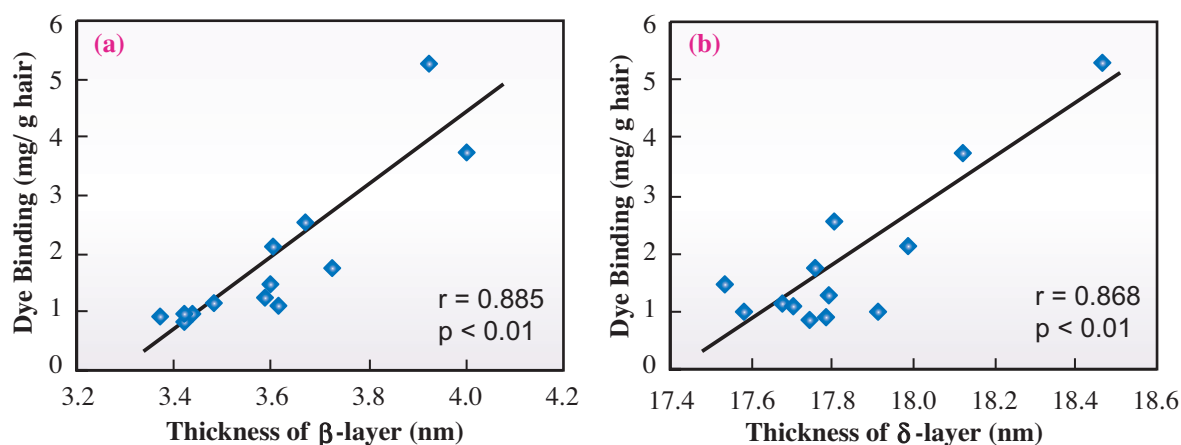 (a)
Dye Binding (mg/ g hair)
6
5
4
3
2
1
0
r = 0.885
p < 0.01
3.2 3.4 3.6 3.8 4.0 4.2
Thickness of β-layer (nm)
(b)
Dye Binding (mg/ g hair)
6
5
4
3
2
1
0
r = 0.868
p < 0.01
17.4 17.6 17.8 18.0 18.2 18.4 18.6
Thickness of δ-layer (nm)